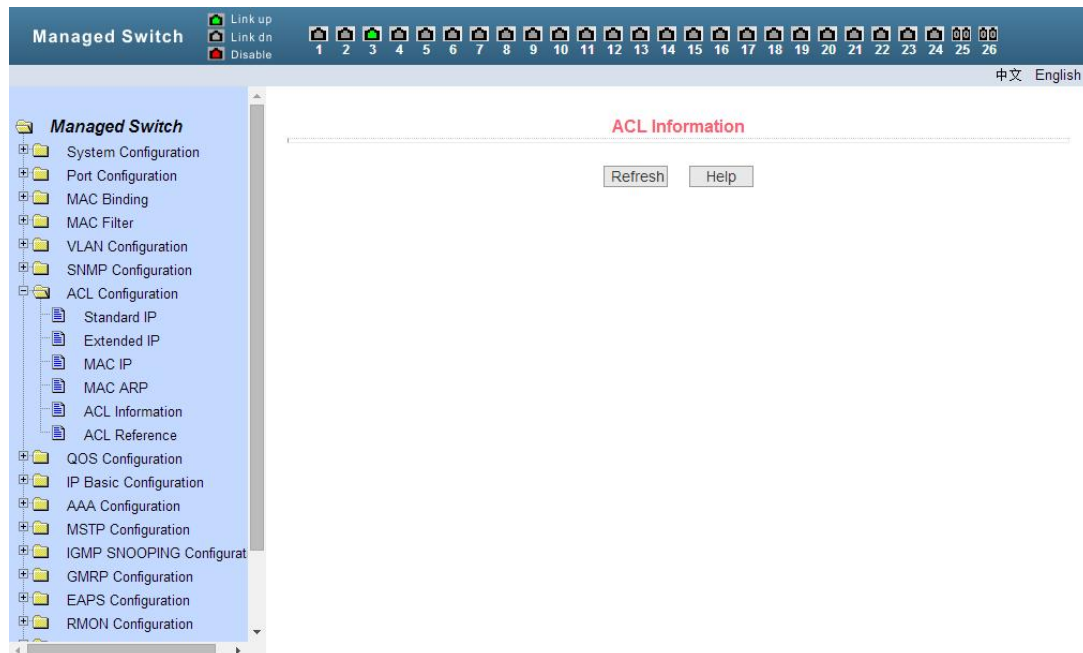 Managed Switch
Link up
Link dn
Disable
1 2 3 4 5 6 7 8 9 10 11 12 13 14 15 16 17 18 19 20 21 22 23 24 25 26
中文 English
Managed Switch
System Configuration
Port Configuration
MAC Binding
MAC Filter
VLAN Configuration
SNMP Configuration
ACL Configuration
Standard IP
Extended IP
MAC IP
MAC ARP
ACL Information
ACL Reference
QOS Configuration
IP Basic Configuration
AAA Configuration
MSTP Configuration
IGMP SNOOPING Configurat
GMRP Configuration
EAPS Configuration
RMON Configuration
ACL Information
Refresh Help